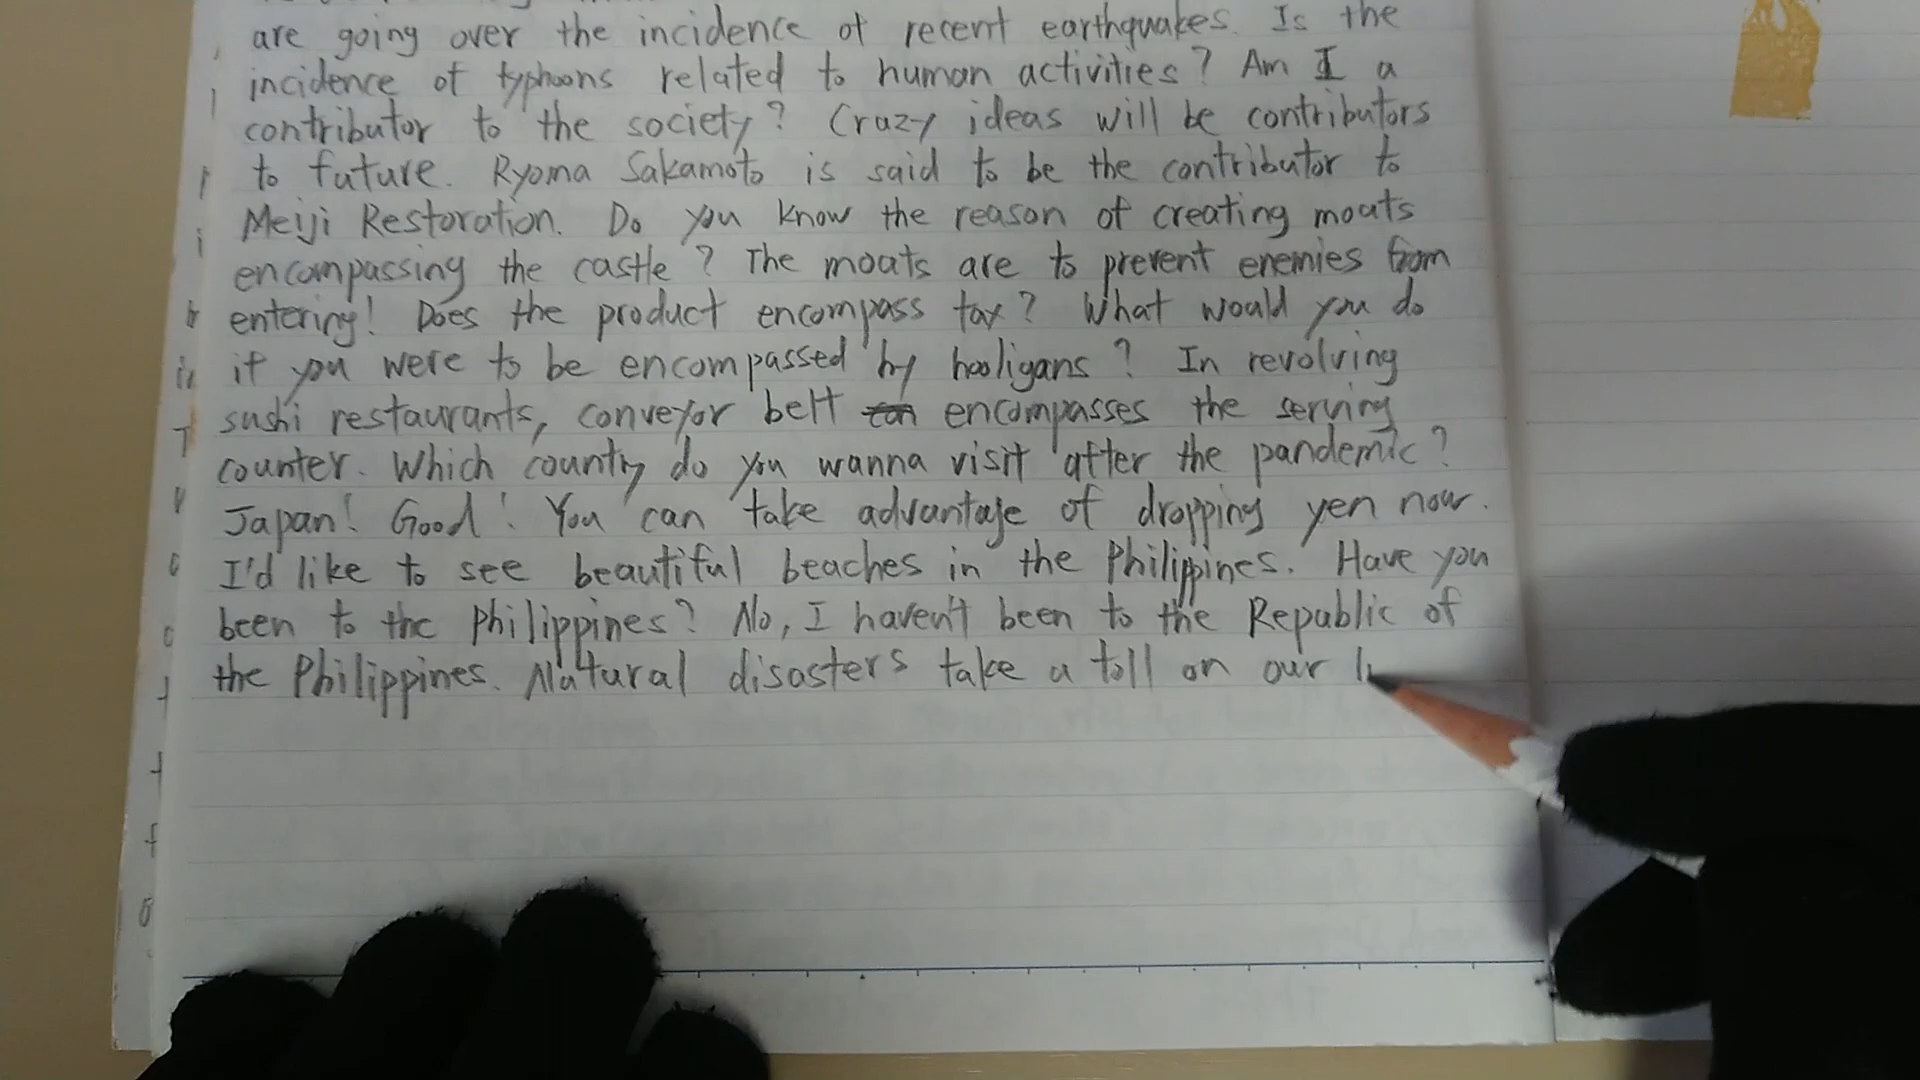 are going over the incidence of recent earthquakes. Is the
incidence of typhoons related to human activities? Am I a
contributor to the society? Crazy ideas will be contributors
to future. Ryoma Sakamoto is said to be the contributor to
Meiji Restoration. Do you know the reason of creating moats
encompassing the castle? The moats are to prevent enemies from
entering! Does the product encompass tax? What would you do
if you were to be encompassed by hooligans? In revolving
sushi restaurants, conveyor belt encompasses the serving
counter. Which country do you wanna visit after the pandemic?
Japan! Good! You can take advantage of dropping yen now.
I'd like to see beautiful beaches in the Philippines. Have you
been to the Philippines? No, I haven't been to the Republic of
the Philippines. Natural disasters take a toll on our